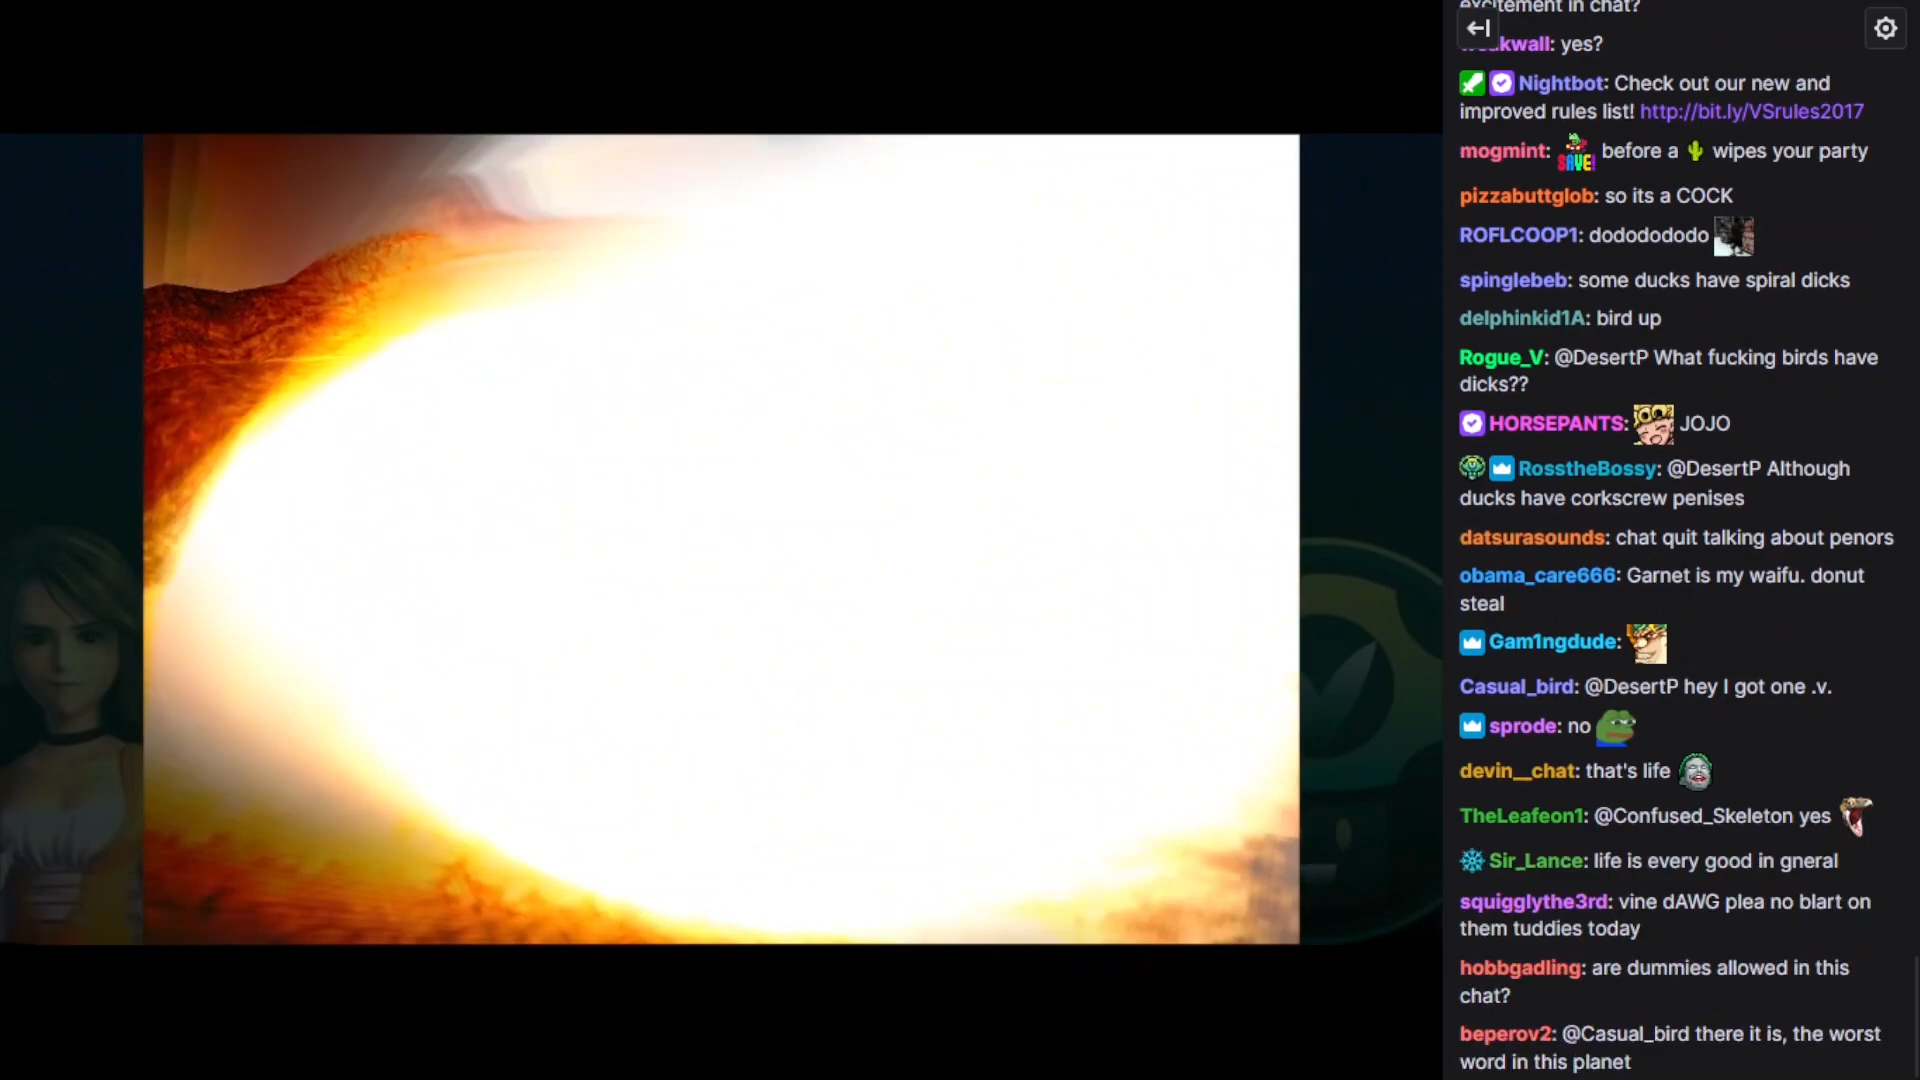 excitement in chat?
kwall: yes?
Nightbot: Check out our new and
improved rules list! http://bit.ly/VSrules2017
mogmint: SAVE! before a 🌵 wipes your party
pizzabuttglob: so its a COCK
ROFLCOOP1: dodododododo
spinglebeb: some ducks have spiral dicks
delphinkid1A: bird up
Rogue_V: @DesertP What fucking birds have
dicks??
HORSEPANTS: JOJO
RosstheBossy: @DesertP Although
ducks have corkscrew penises
datsurasounds: chat quit talking about penors
obama_care666: Garnet is my waifu. donut
steal
Gam1ngdude:
Casual_bird: @DesertP hey I got one .v.
sprode: no
devin__chat: that's life
TheLeafeon1: @Confused_Skeleton yes
Sir_Lance: life is every good in gneral
squigglythe3rd: vine dAWG plea no blart on
them tuddies today
hobbgadling: are dummies allowed in this
chat?
beperov2: @Casual_bird there it is, the worst
word in this planet